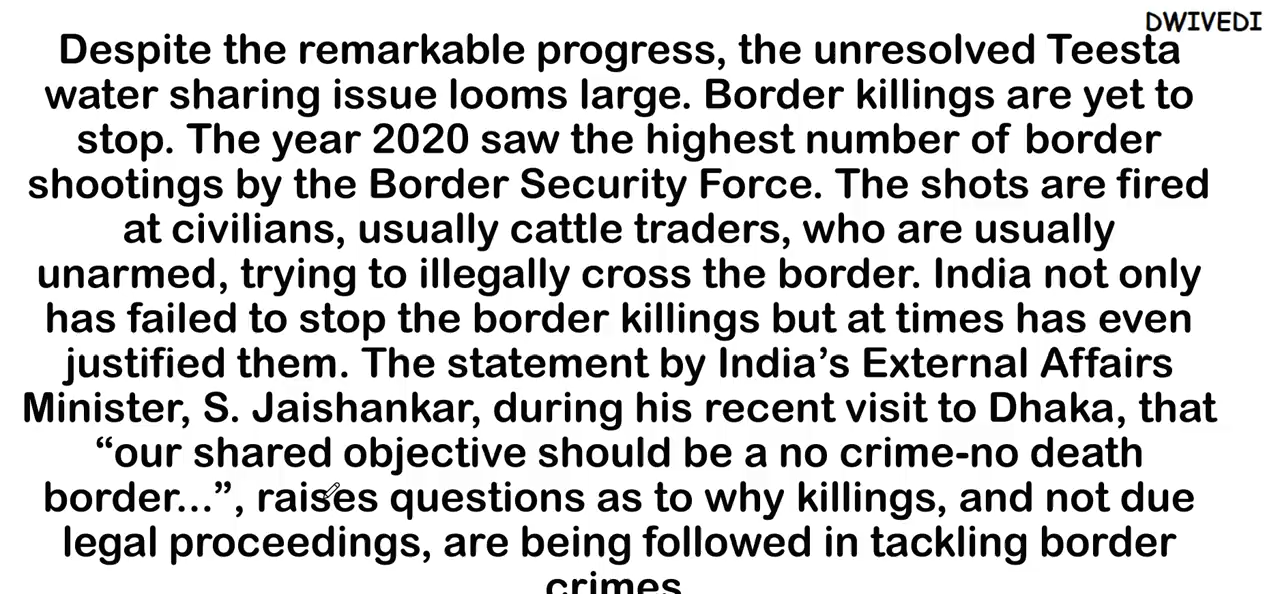 DWIVEDI
Despite the remarkable progress, the unresolved Teesta
water sharing issue looms large. Border killings are yet to
stop. The year 2020 saw the highest number of border
shootings by the Border Security Force. The shots are fired
at civilians, usually cattle traders, who are usually
unarmed, trying to illegally cross the border. India not only
has failed to stop the border killings but at times has even
justified them. The statement by India’s External Affairs
Minister, S. Jaishankar, during his recent visit to Dhaka, that
“our shared objective should be a no crime-no death
border...”, raises questions as to why killings, and not due
legal proceedings, are being followed in tackling border
crimes